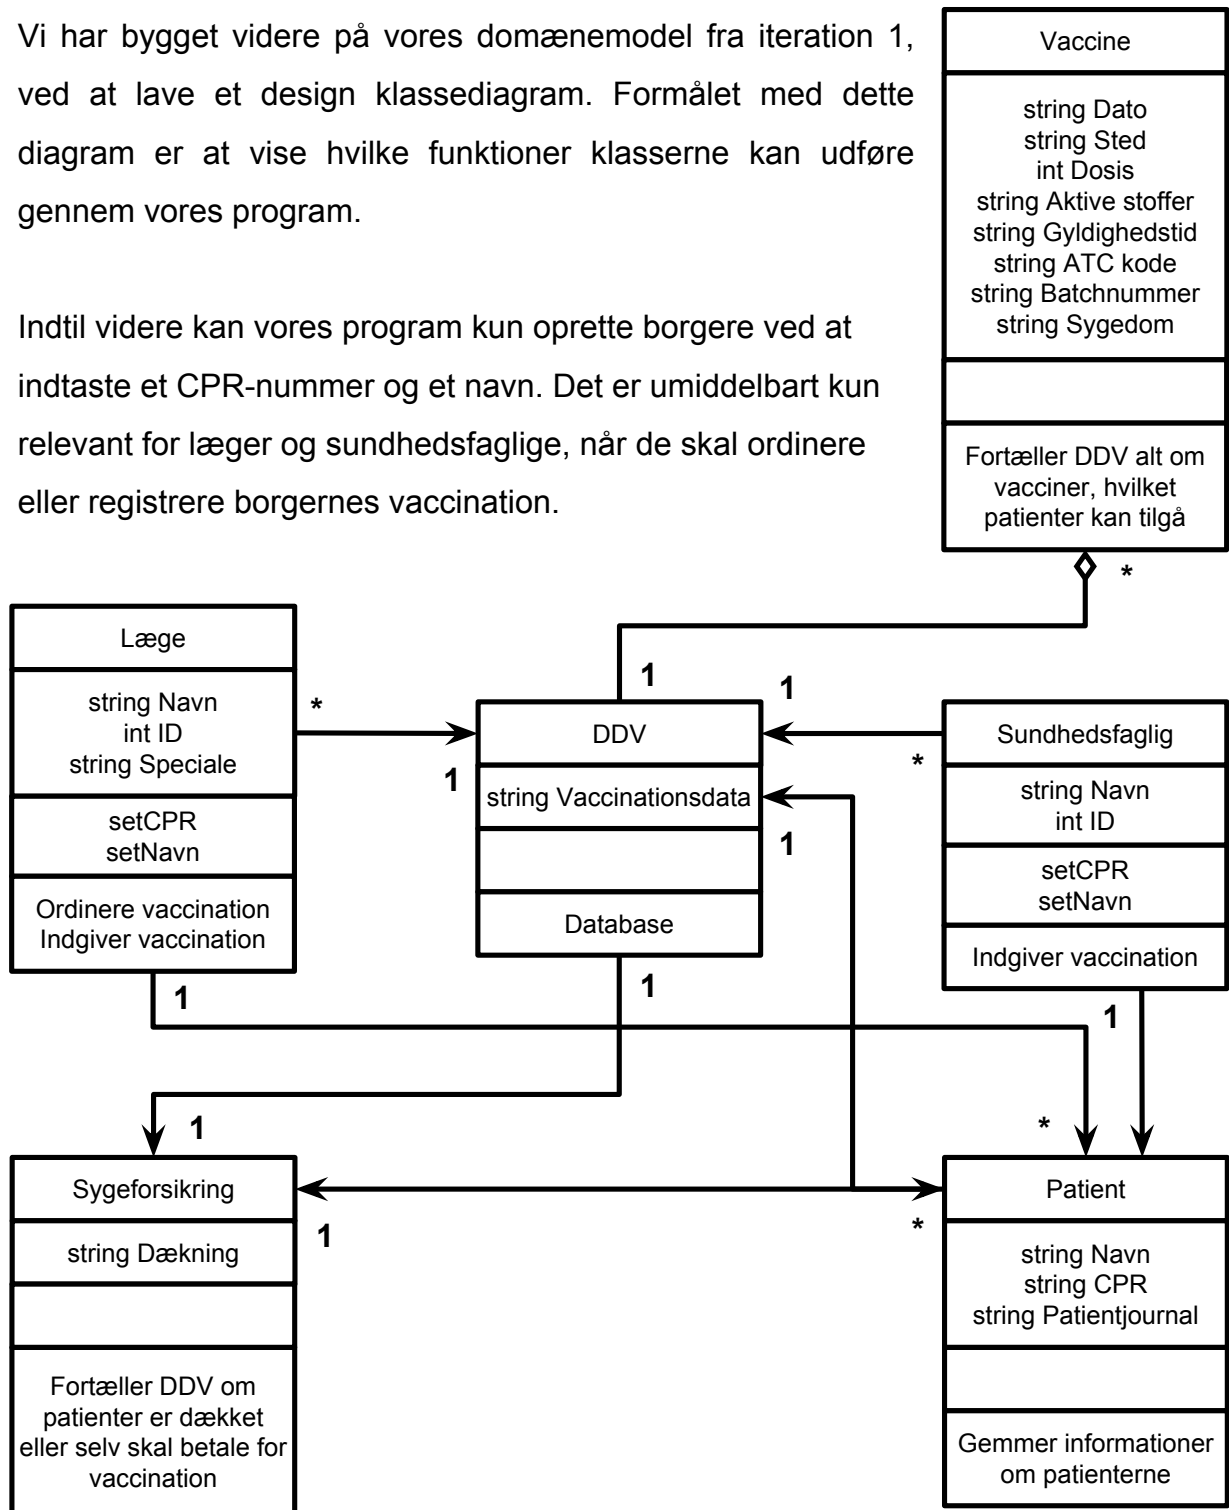 Vi har bygget videre på vores domænemodel fra iteration 1,
ved at lave et design klassediagram. Formålet med dette
diagram er at vise hvilke funktioner klasserne kan udføre
gennem vores program.
Indtil videre kan vores program kun oprette borgere ved at
indtaste et CPR-nummer og et navn. Det er umiddelbart kun
relevant for læger og sundhedsfaglige, når de skal ordinere
eller registrere borgernes vaccination.
Vaccine
string Dato
string Sted
int Dosis
string Aktive stoffer
string Gyldighedstid
string ATC kode
string Batchnummer
string Sygedom
Fortæller DDV alt om
vacciner, hvilket
patienter kan tilgå
*
1
1
Læge
string Navn
int ID
string Speciale
setCPR
setNavn
Ordinere vaccination
Indgiver vaccination
*
1
1
DDV
string Vaccinationsdata
Database
1
1
*
Sundhedsfaglig
string Navn
int ID
setCPR
setNavn
Indgiver vaccination
1
1
*
Sygeforsikring
string Dækning
Fortæller DDV om
patienter er dækket
eller selv skal betale for
vaccination
1
*
Patient
string Navn
string CPR
string Patientjournal
Gemmer informationer
om patienterne